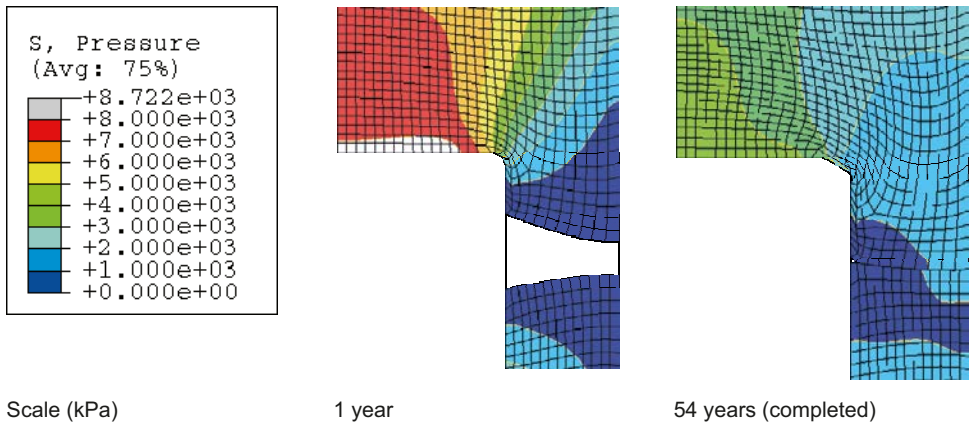 S, Pressure
(Avg: 75%)
+8.722e+03
+8.000e+03
+7.000e+03
+6.000e+03
+5.000e+03
+4.000e+03
+3.000e+03
+2.000e+03
+1.000e+03
+0.000e+00
Scale (kPa)
1 year
54 years (completed)